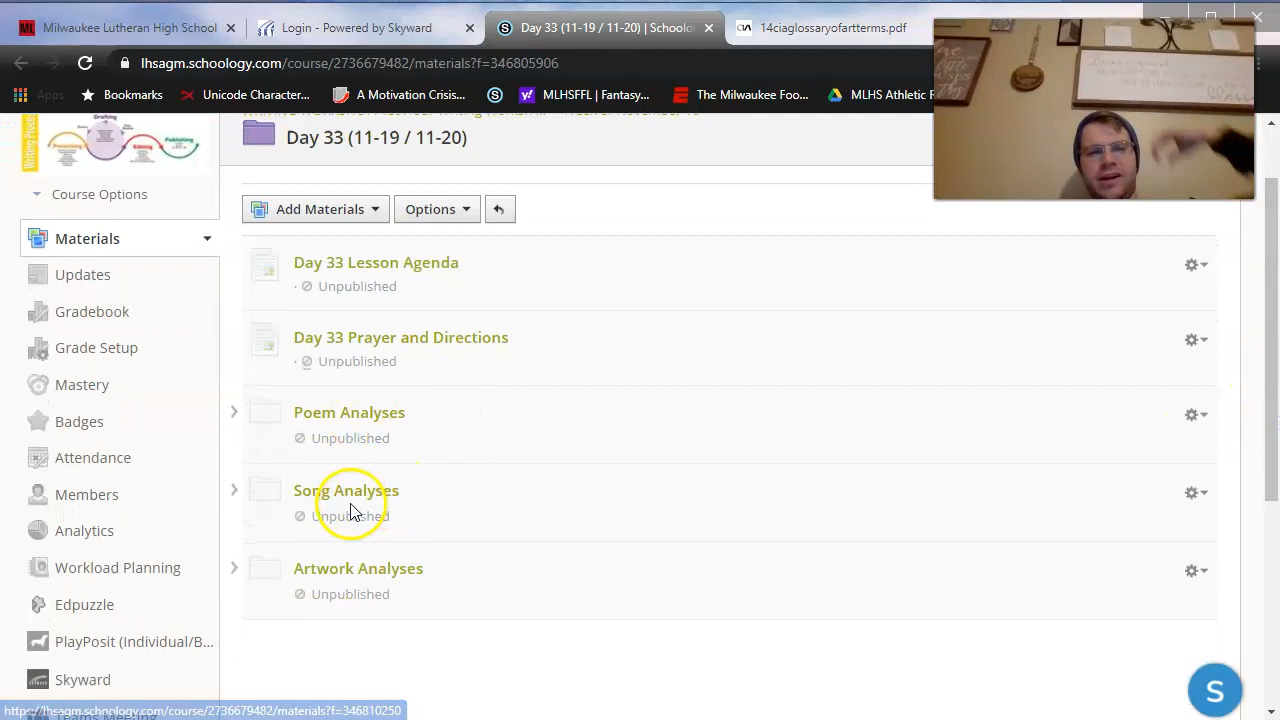 Milwaukee Lutheran High School
Login - Powered by Skyward
Day 33 (11-19 / 11-20) | Schoolo
14ciaglossaryofartterms.pdf
lhsagm.schoology.com/course/2736679482/materials?f=346805906
Apps
Bookmarks
Unicode Character...
A Motivation Crisis...
MLHSFFL | Fantasy...
The Milwaukee Foo...
MLHS Athletic
Day 33 (11-19 / 11-20)
Course Options
Add Materials
Options
Materials
Updates
Gradebook
Grade Setup
Mastery
Badges
Attendance
Members
Analytics
Workload Planning
Edpuzzle
PlayPosit (Individual/B...
Skyward
Teams Meeting
Day 33 Lesson Agenda
· Unpublished
Day 33 Prayer and Directions
· Unpublished
Poem Analyses
Unpublished
Song Analyses
Unpublished
Artwork Analyses
Unpublished
S
https://lhsagm.schoology.com/course/2736679482/materials?f=346810250